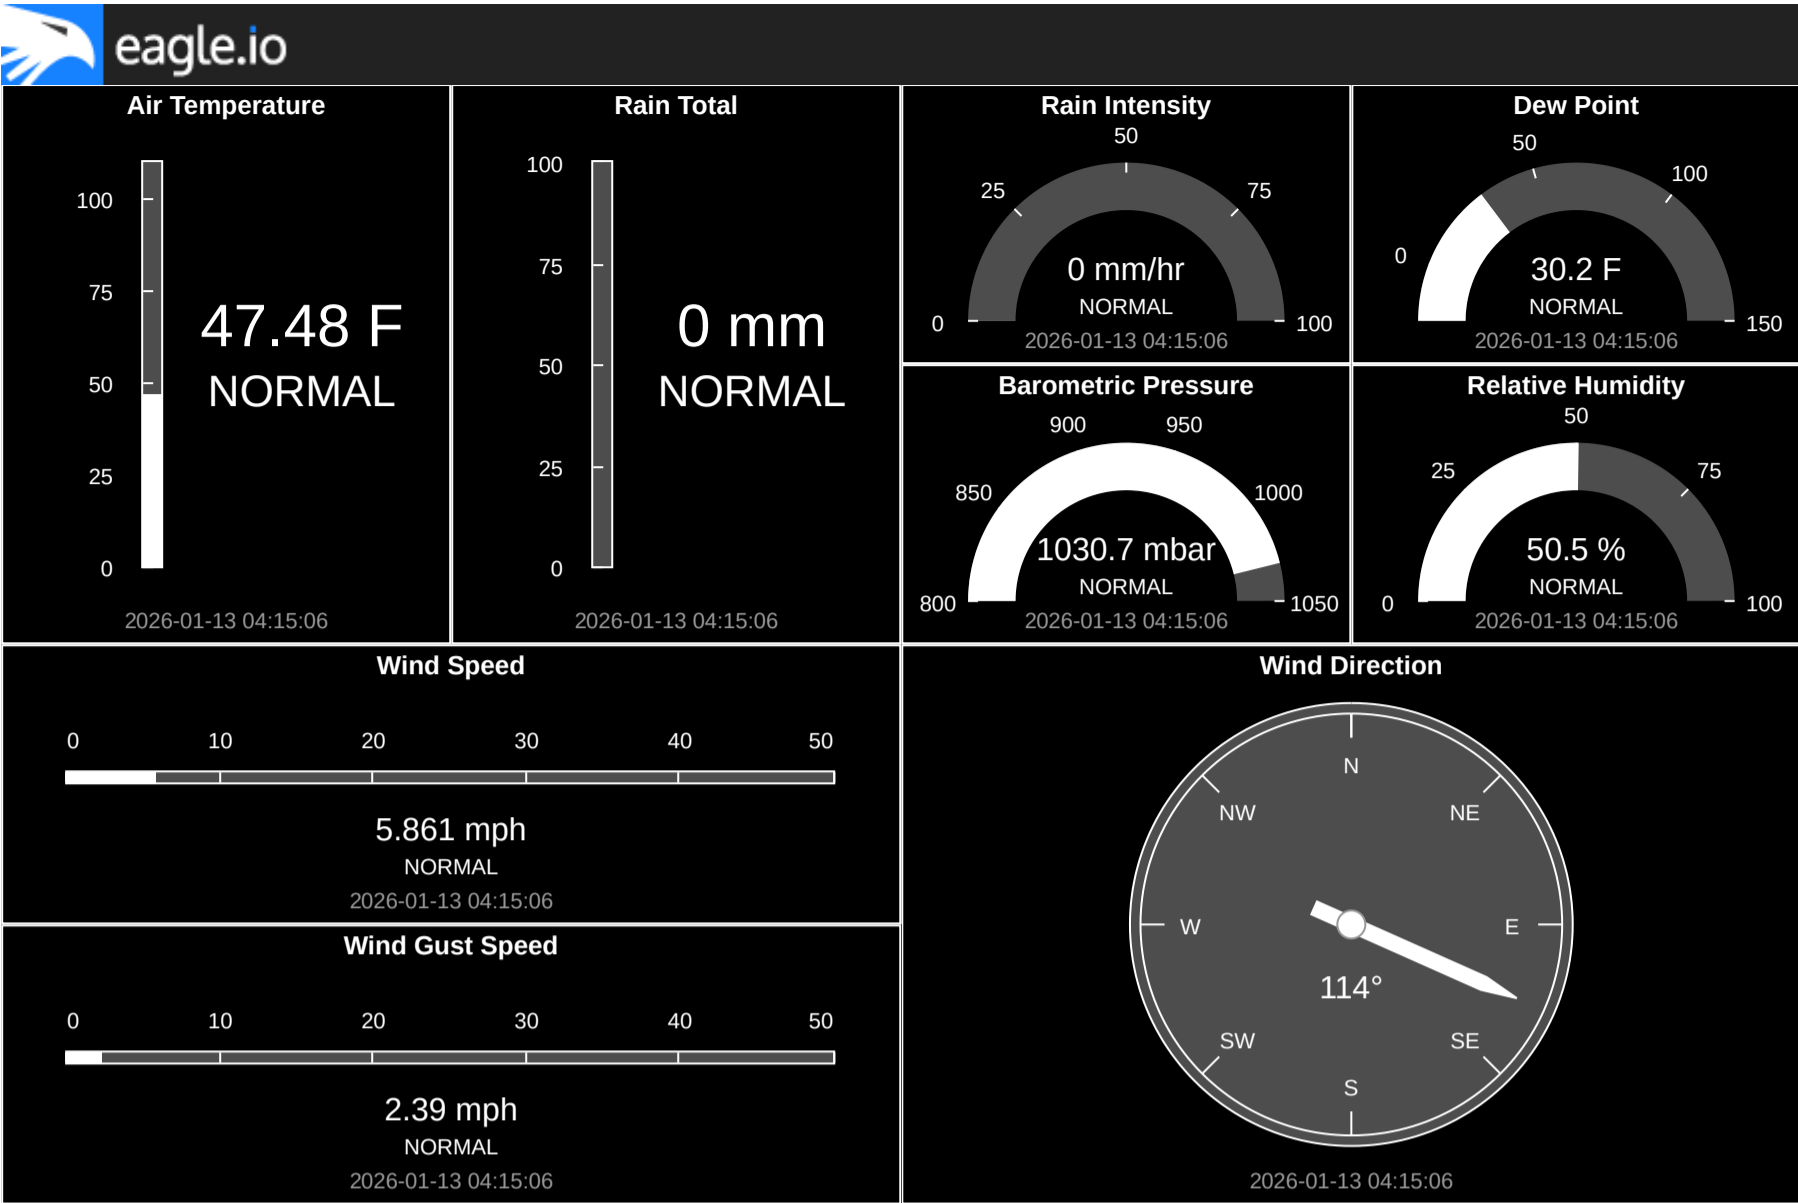 eagle.io
Air Temperature
100
75
50
25
0
47.48 F
NORMAL
2026-01-13 04:15:06
Rain Total
100
75
50
25
0
0 mm
NORMAL
2026-01-13 04:15:06
Rain Intensity
50
25 75
0 mm/hr
NORMAL
0 100
2026-01-13 04:15:06
Dew Point
50
100
0
30.2 F
NORMAL
150
2026-01-13 04:15:06
Barometric Pressure
900 950
850 1000
1030.7 mbar
NORMAL
800 1050
2026-01-13 04:15:06
Relative Humidity
50
25 75
50.5 %
NORMAL
0 100
2026-01-13 04:15:06
Wind Speed
0 10 20 30 40 50
5.861 mph
NORMAL
2026-01-13 04:15:06
Wind Gust Speed
0 10 20 30 40 50
2.39 mph
NORMAL
2026-01-13 04:15:06
Wind Direction
N
NW NE
W E
114°
SW SE
S
2026-01-13 04:15:06